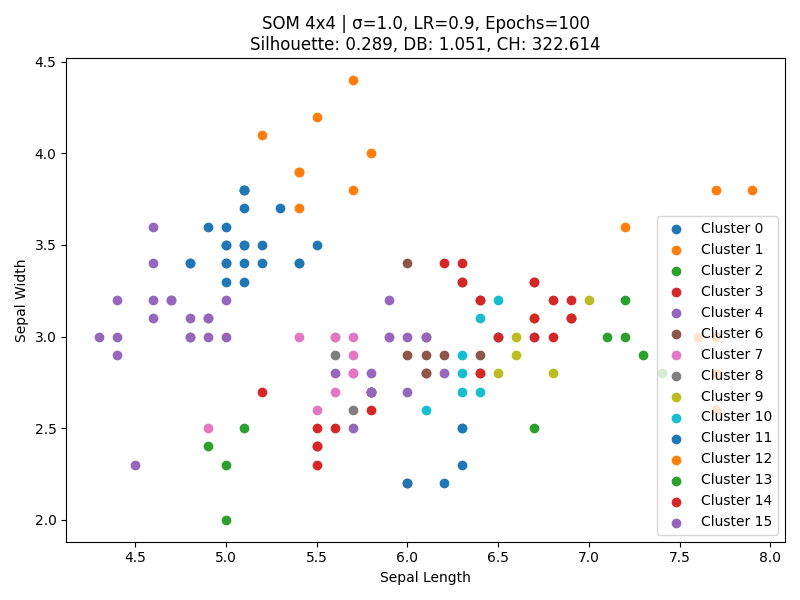 SOM 4x4 | σ=1.0, LR=0.9, Epochs=100
Silhouette: 0.289, DB: 1.051, CH: 322.614
4.5
4.0
3.5
3.0
2.5
2.0
Sepal Width
Cluster 0
Cluster 1
Cluster 2
Cluster 3
Cluster 4
Cluster 6
Cluster 7
Cluster 8
Cluster 9
Cluster 10
Cluster 11
Cluster 12
Cluster 13
Cluster 14
Cluster 15
4.5 5.0 5.5 6.0 6.5 7.0 7.5 8.0
Sepal Length